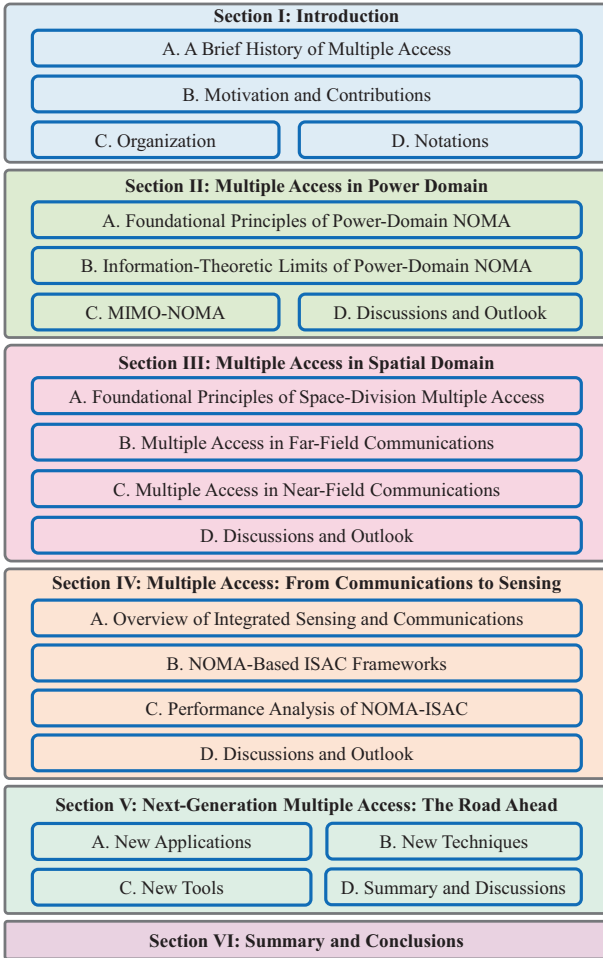 Section I: Introduction
A. A Brief History of Multiple Access
B. Motivation and Contributions
C. Organization
D. Notations
Section II: Multiple Access in Power Domain
A. Foundational Principles of Power-Domain NOMA
B. Information-Theoretic Limits of Power-Domain NOMA
C. MIMO-NOMA
D. Discussions and Outlook
Section III: Multiple Access in Spatial Domain
A. Foundational Principles of Space-Division Multiple Access
B. Multiple Access in Far-Field Communications
C. Multiple Access in Near-Field Communications
D. Discussions and Outlook
Section IV: Multiple Access: From Communications to Sensing
A. Overview of Integrated Sensing and Communications
B. NOMA-Based ISAC Frameworks
C. Performance Analysis of NOMA-ISAC
D. Discussions and Outlook
Section V: Next-Generation Multiple Access: The Road Ahead
A. New Applications
B. New Techniques
C. New Tools
D. Summary and Discussions
Section VI: Summary and Conclusions